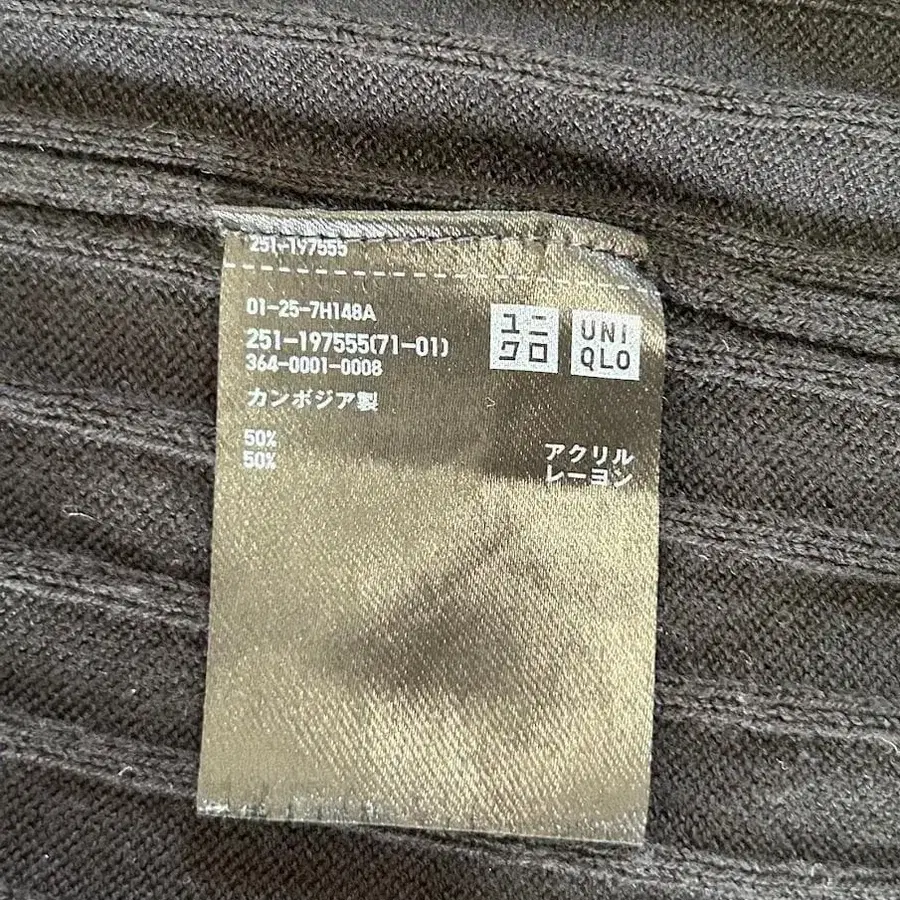 251-197555
01-25-7H148A
251-197555(71-01)
364-0001-0008
カンボジア製
ユニ
クロ
UNI
QLO
50% アクリル
50% レーヨン